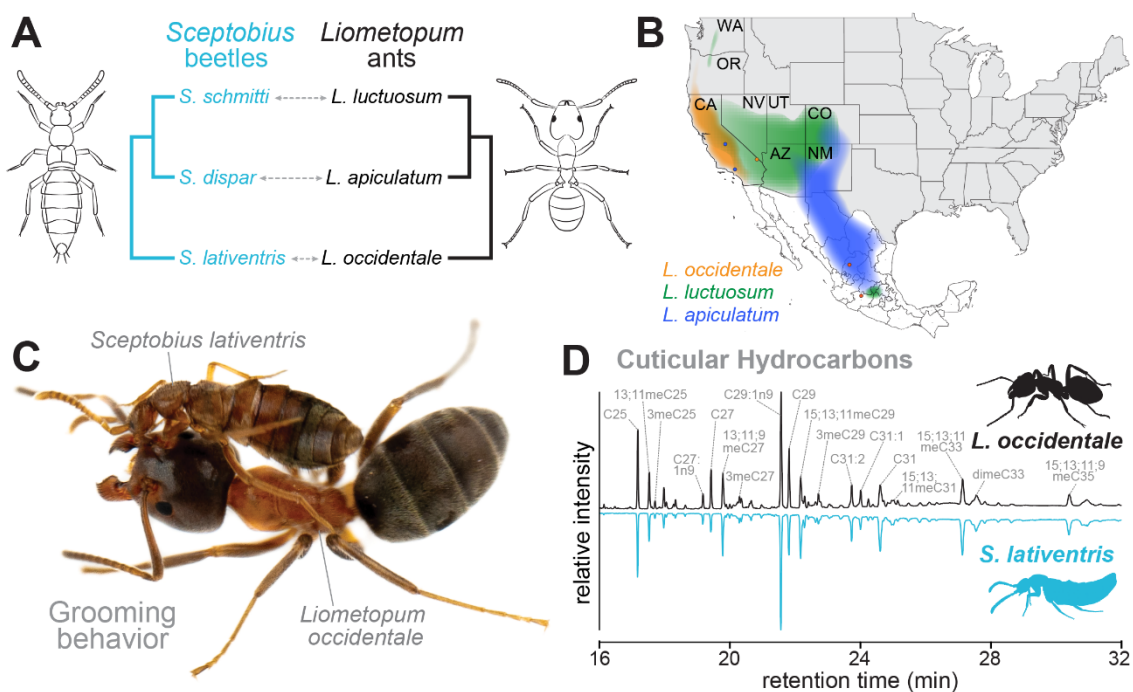 A
Sceptobius
beetles
Liometopum
ants
S. schmitti
L. luctuosum
S. dispar
L. apiculatum
S. lativentris
L. occidentale
B
WA
OR
CA
NV
UT
CO
AZ
NM
L. occidentale
L. luctuosum
L. apiculatum
C
Sceptobius lativentris
Grooming
behavior
Liometopum
occidentale
D
Cuticular Hydrocarbons
C25
13;11meC25
3meC25
C27:
1n9
C27
13;11;9
meC27
3meC27
C29:1n9
C29
15;13;11meC29
3meC29
C31:2
C31:1
C31
15;13;
11meC31
15;13;11
meC33
dimeC33
15;13;11;9
meC35
L. occidentale
S. lativentris
relative intensity
16
20
24
28
32
retention time (min)